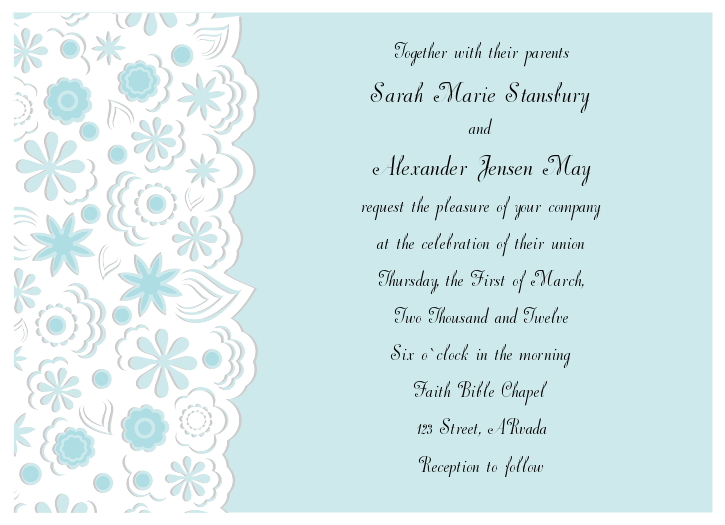 Together with their parents
Sarah Marie Stansbury
and
Alexander Jensen May
request the pleasure of your company
at the celebration of their union
Thursday, the First of March,
Two Thousand and Twelve
Six o`clock in the morning
Faith Bible Chapel
123 Street, ARvada
Reception to follow